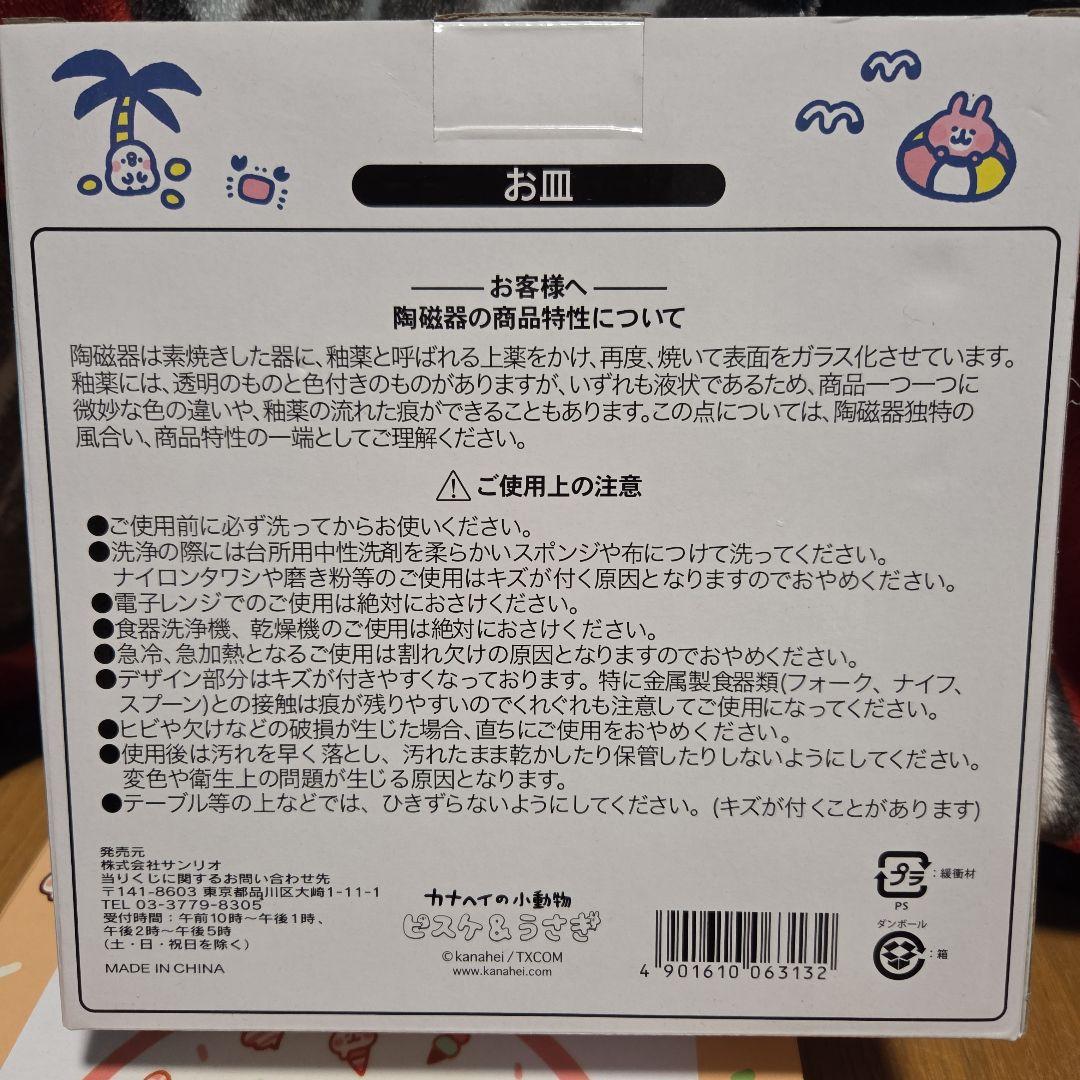 お皿
お客様へ
陶磁器の商品特性について
陶磁器は素焼きした器に、釉薬と呼ばれる上薬をかけ、再度、焼いて表面をガラス化させています。
釉薬には、透明のものと色付きのものがありますが、いずれも液状であるため、商品一つ一つに
微妙な色の違いや、釉薬の流れた痕ができることもあります。この点については、陶磁器独特の
風合い、商品特性の一端としてご理解ください。
ご使用上の注意
●ご使用前に必ず洗ってからお使いください。
●洗浄の際には台所用中性洗剤を柔らかいスポンジや布につけて洗ってください。
ナイロンタワシや磨き粉等のご使用はキズが付く原因となりますのでおやめください。
●電子レンジでのご使用は絶対におさけください。
●食器洗浄機、乾燥機のご使用は絶対におさけください。
●急冷、急加熱となるご使用は割れ欠けの原因となりますのでおやめください。
●デザイン部分はキズが付きやすくなっております。特に金属製食器類(フォーク、ナイフ、
スプーン)との接触は痕が残りやすいのでくれぐれも注意してご使用になってください。
●ヒビや欠けなどの破損が生じた場合、直ちにご使用をおやめください。
●使用後は汚れを早く落とし、汚れたまま乾かしたり保管したりしないようにしてください。
変色や衛生上の問題が生じる原因となります。
●テーブル等の上などでは、ひきずらないようにしてください。(キズが付くことがあります)
発売元
株式会社サンリオ
当りくじに関するお問い合わせ先
〒141-8603 東京都品川区大崎1-11-1
TEL 03-3779-8305
受付時間：午前10時～午後1時、
午後2時～午後5時
(土・日・祝日を除く)
MADE IN CHINA
カナヘイの小動物
ピスケ&うさぎ
©kanahei / TXCOM
www.kanahei.com
4 901610 063132
プラ
：緩衝材
PS
ダンボール
：箱